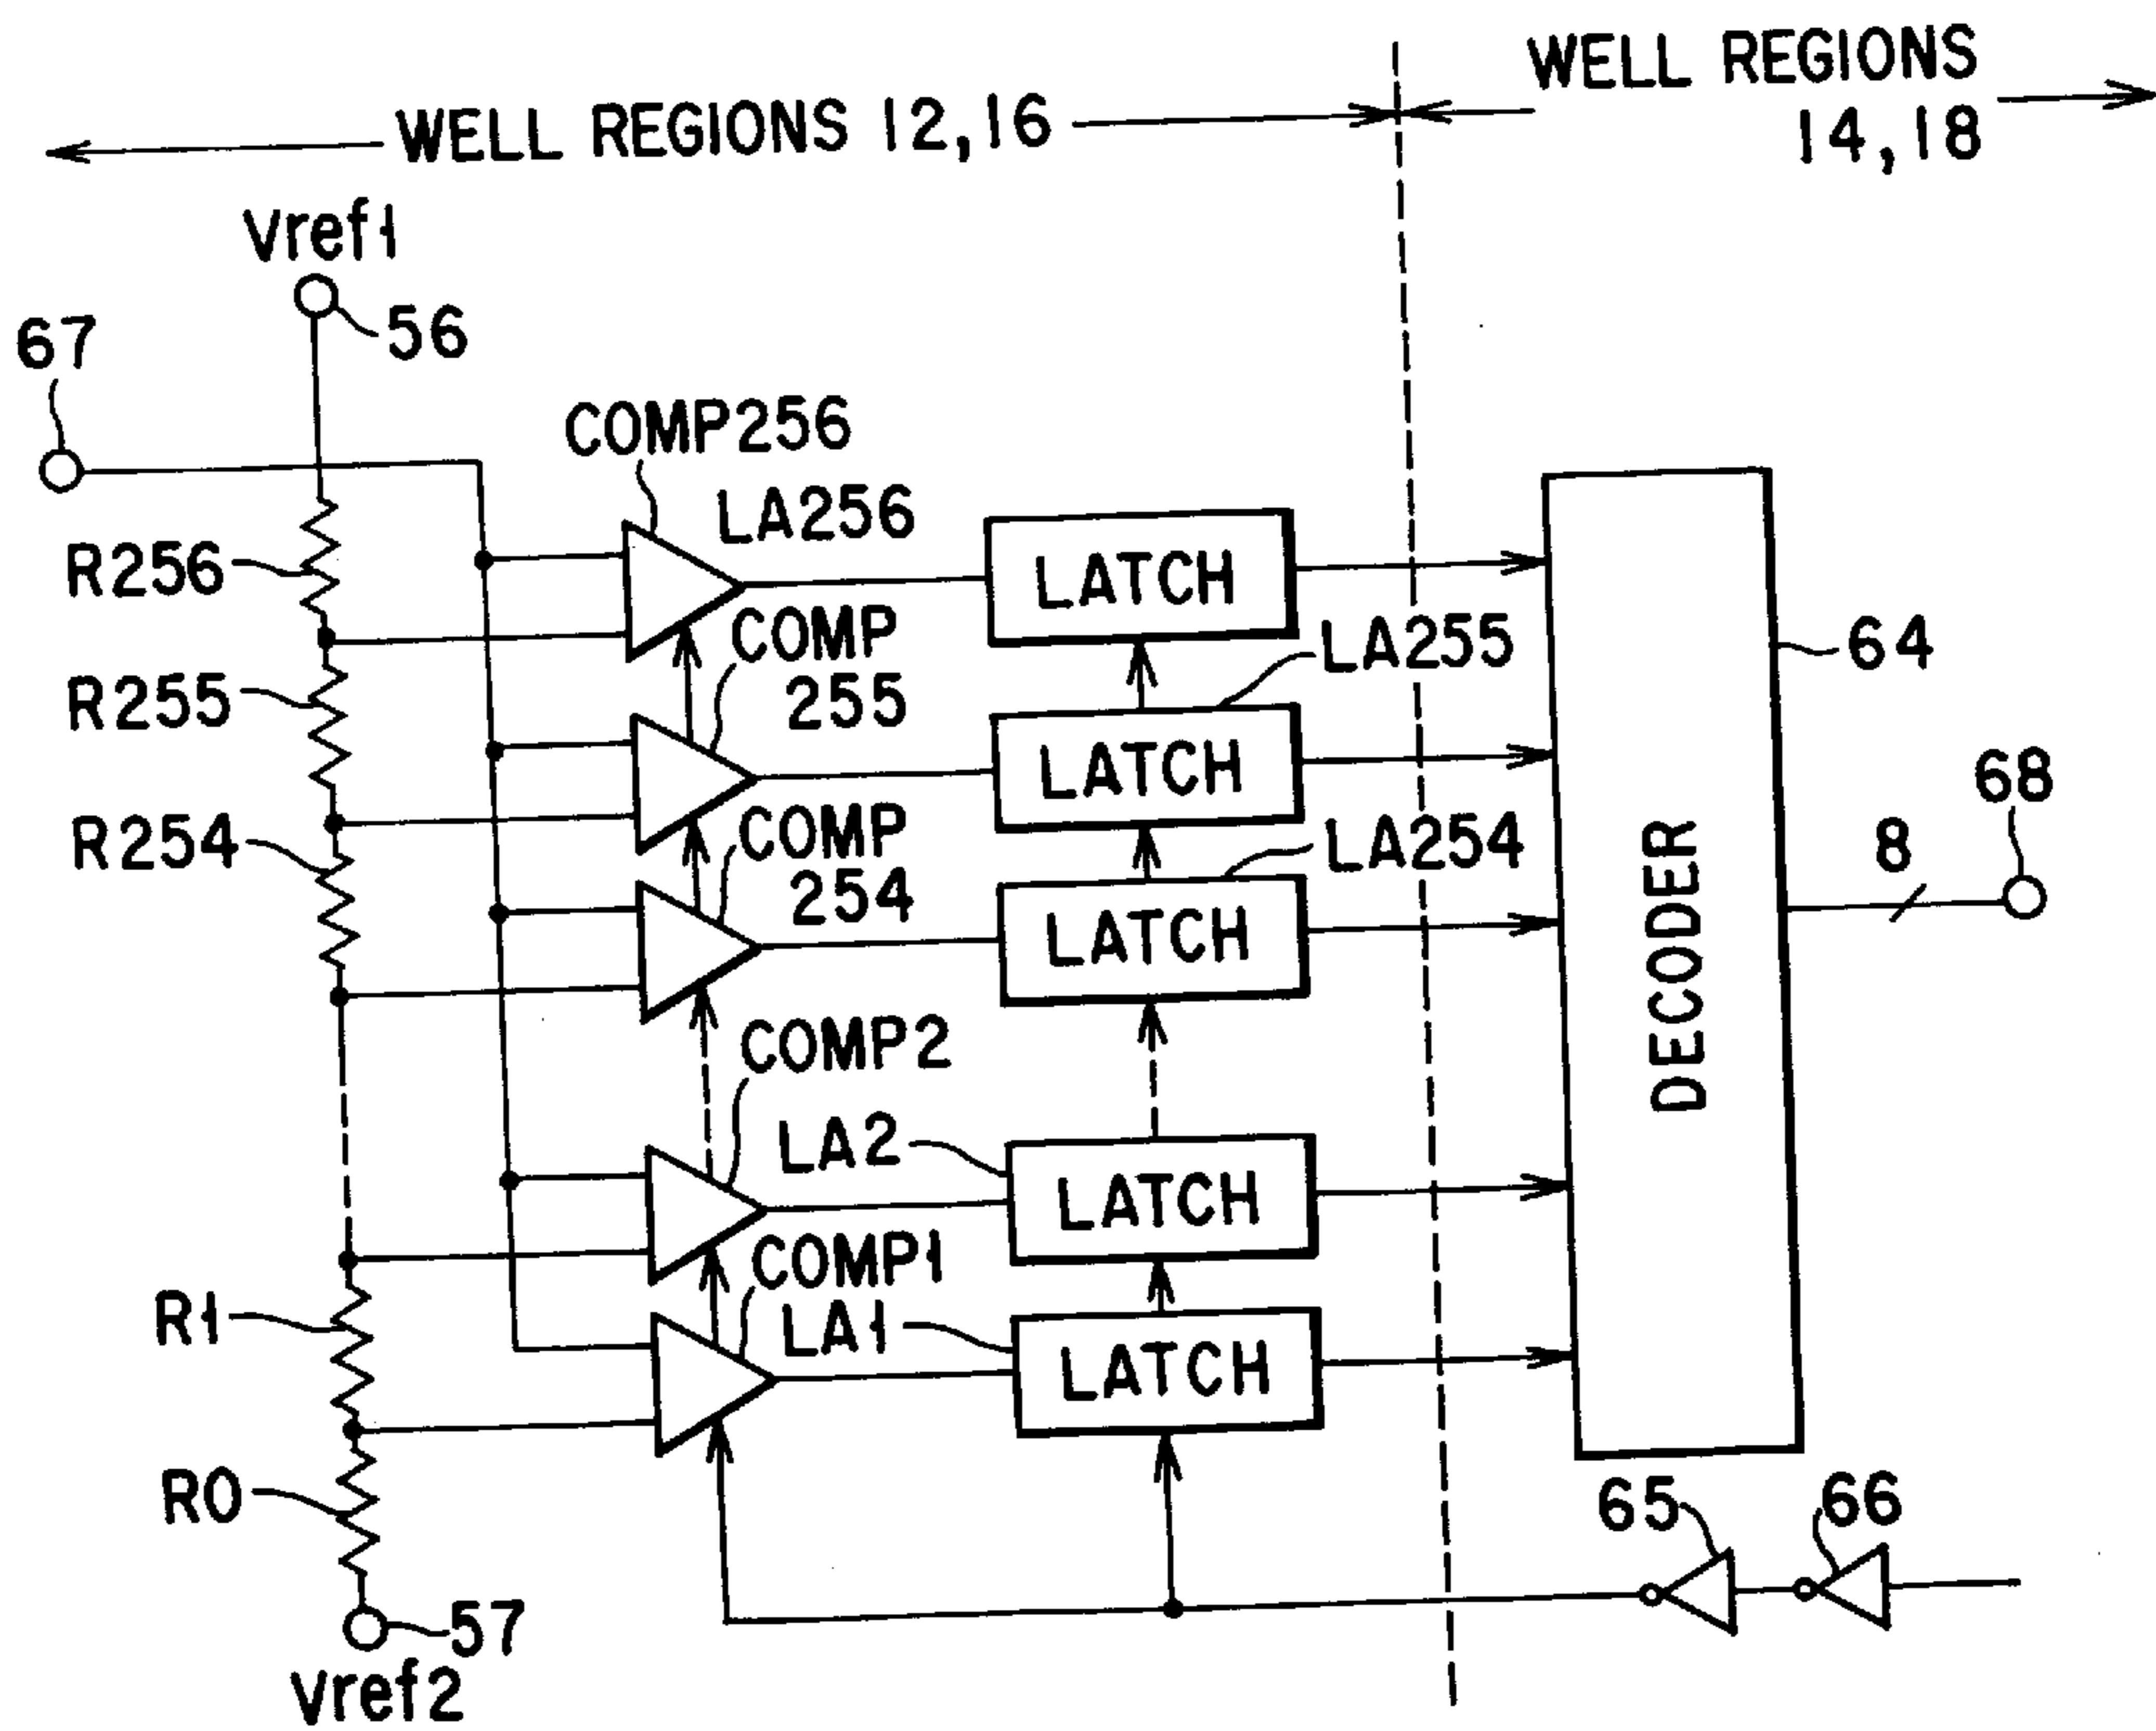 WELL REGIONS 12,16
WELL REGIONS
14,18
Vref1
56
67
COMP256
LA256
R256
LATCH
COMP
255
LA255
64
R255
LATCH
68
R254
COMP
254
LA254
8
LATCH
DECODER
COMP2
LA2
LATCH
COMP1
R1
LA1
LATCH
R0
65
66
57
Vref2